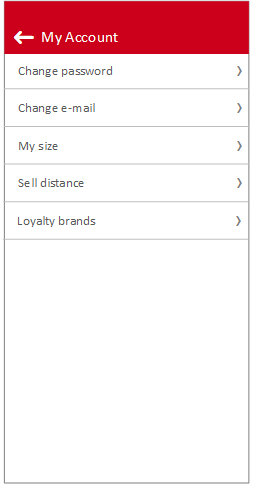 My Account
Change password
Change e-mail
My size
Sell distance
Loyalty brands